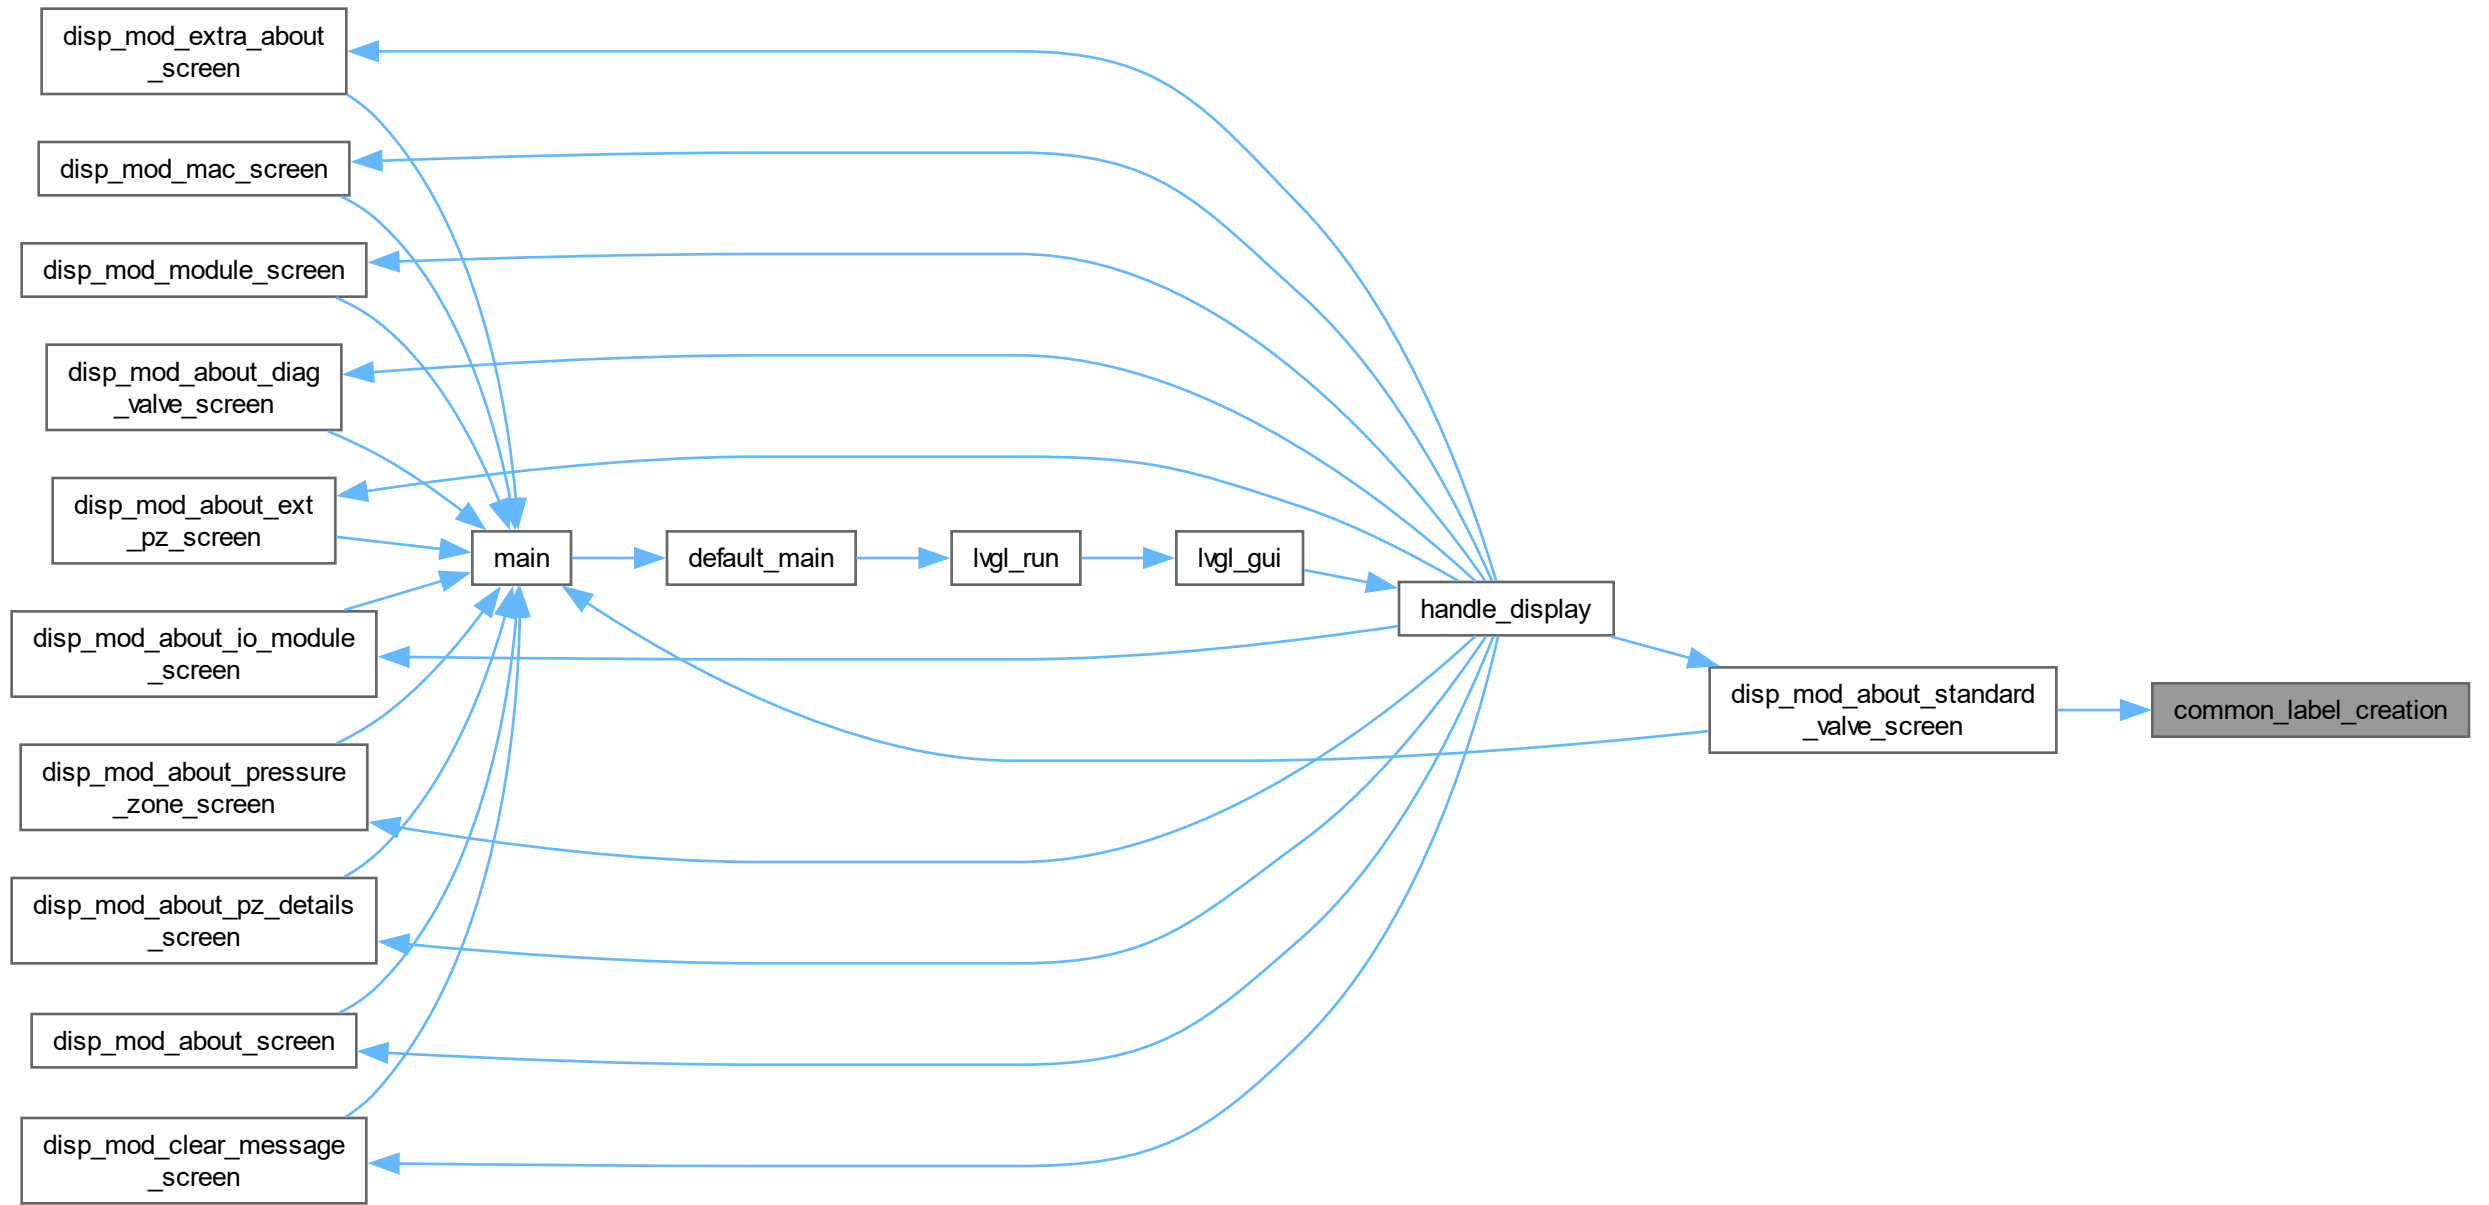 disp_mod_extra_about
_screen
disp_mod_mac_screen
disp_mod_module_screen
disp_mod_about_diag
_valve_screen
disp_mod_about_ext
_pz_screen
disp_mod_about_io_module
_screen
disp_mod_about_pressure
_zone_screen
disp_mod_about_pz_details
_screen
disp_mod_about_screen
disp_mod_clear_message
_screen
main
default_main
lvgl_run
lvgl_gui
handle_display
disp_mod_about_standard
_valve_screen
common_label_creation